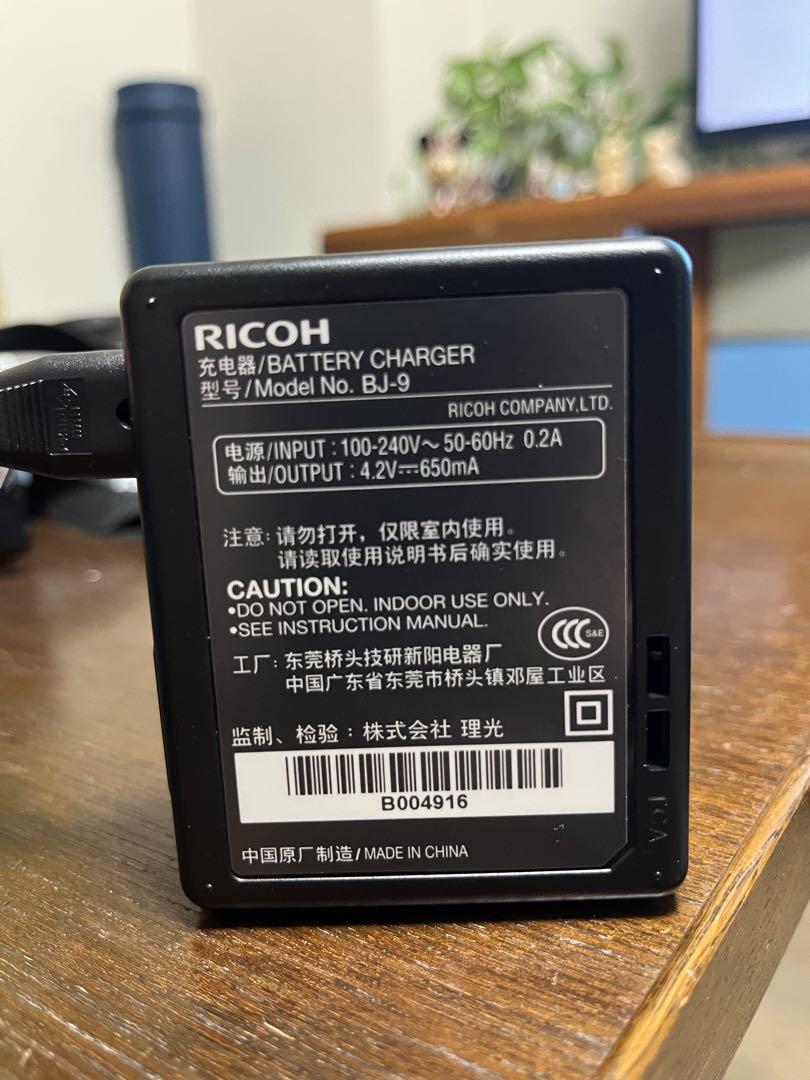 RICOH
充电器/BATTERY CHARGER
型号/Model No. BJ-9
RICOH COMPANY,LTD.
电源/INPUT : 100-240V～ 50-60Hz 0.2A
输出/OUTPUT : 4.2V⎓650mA
注意: 请勿打开，仅限室内使用。
请读取使用说明书后确实使用。
CAUTION:
•DO NOT OPEN. INDOOR USE ONLY.
•SEE INSTRUCTION MANUAL.
CCC S&E
工厂: 东莞桥头技研新阳电器厂
中国广东省东莞市桥头镇邓屋工业区
监制、检验 : 株式会社 理光
B004916
中国原厂制造/MADE IN CHINA